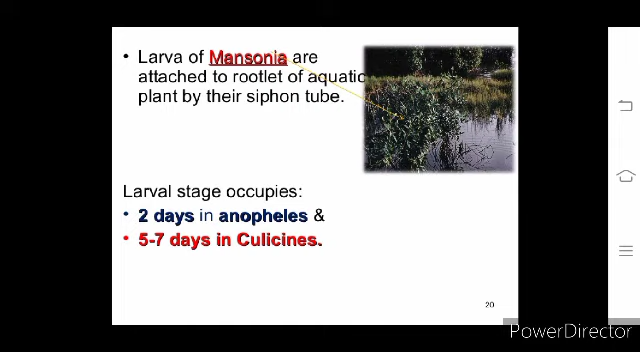 • Larva of Mansonia are
attached to rootlet of aquatic
plant by their siphon tube.
Larval stage occupies:
• 2 days in anopheles &
• 5-7 days in Culicines.
20
PowerDirector